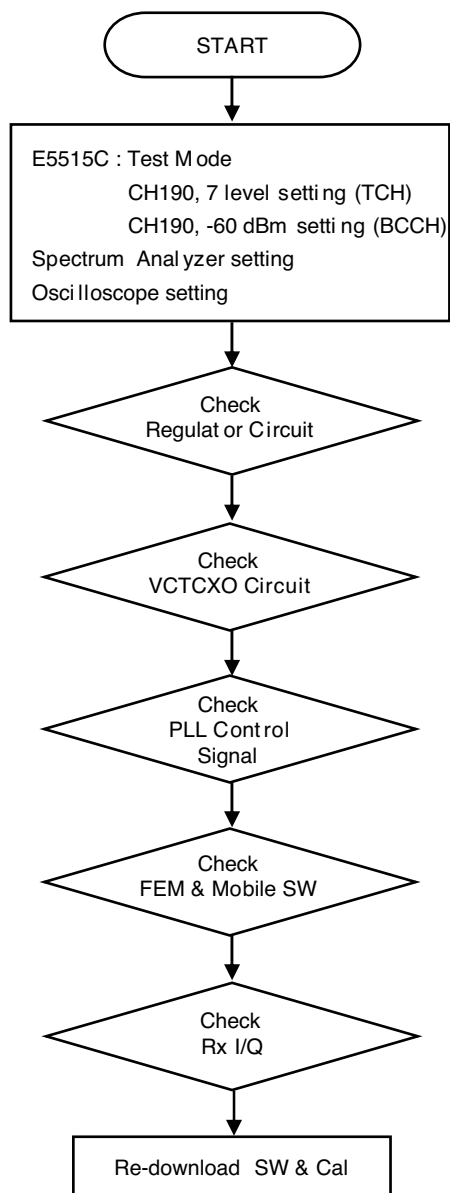 START
E5515C : Test Mode
CH190, 7 level setting (TCH)
CH190, -60 dBm setting (BCCH)
Spectrum Analyzer setting
Oscilloscope setting
Check
Regulator Circuit
Check
VCTCXO Circuit
Check
PLL Control
Signal
Check
FEM & Mobile SW
Check
Rx I/Q
Re-download SW & Cal